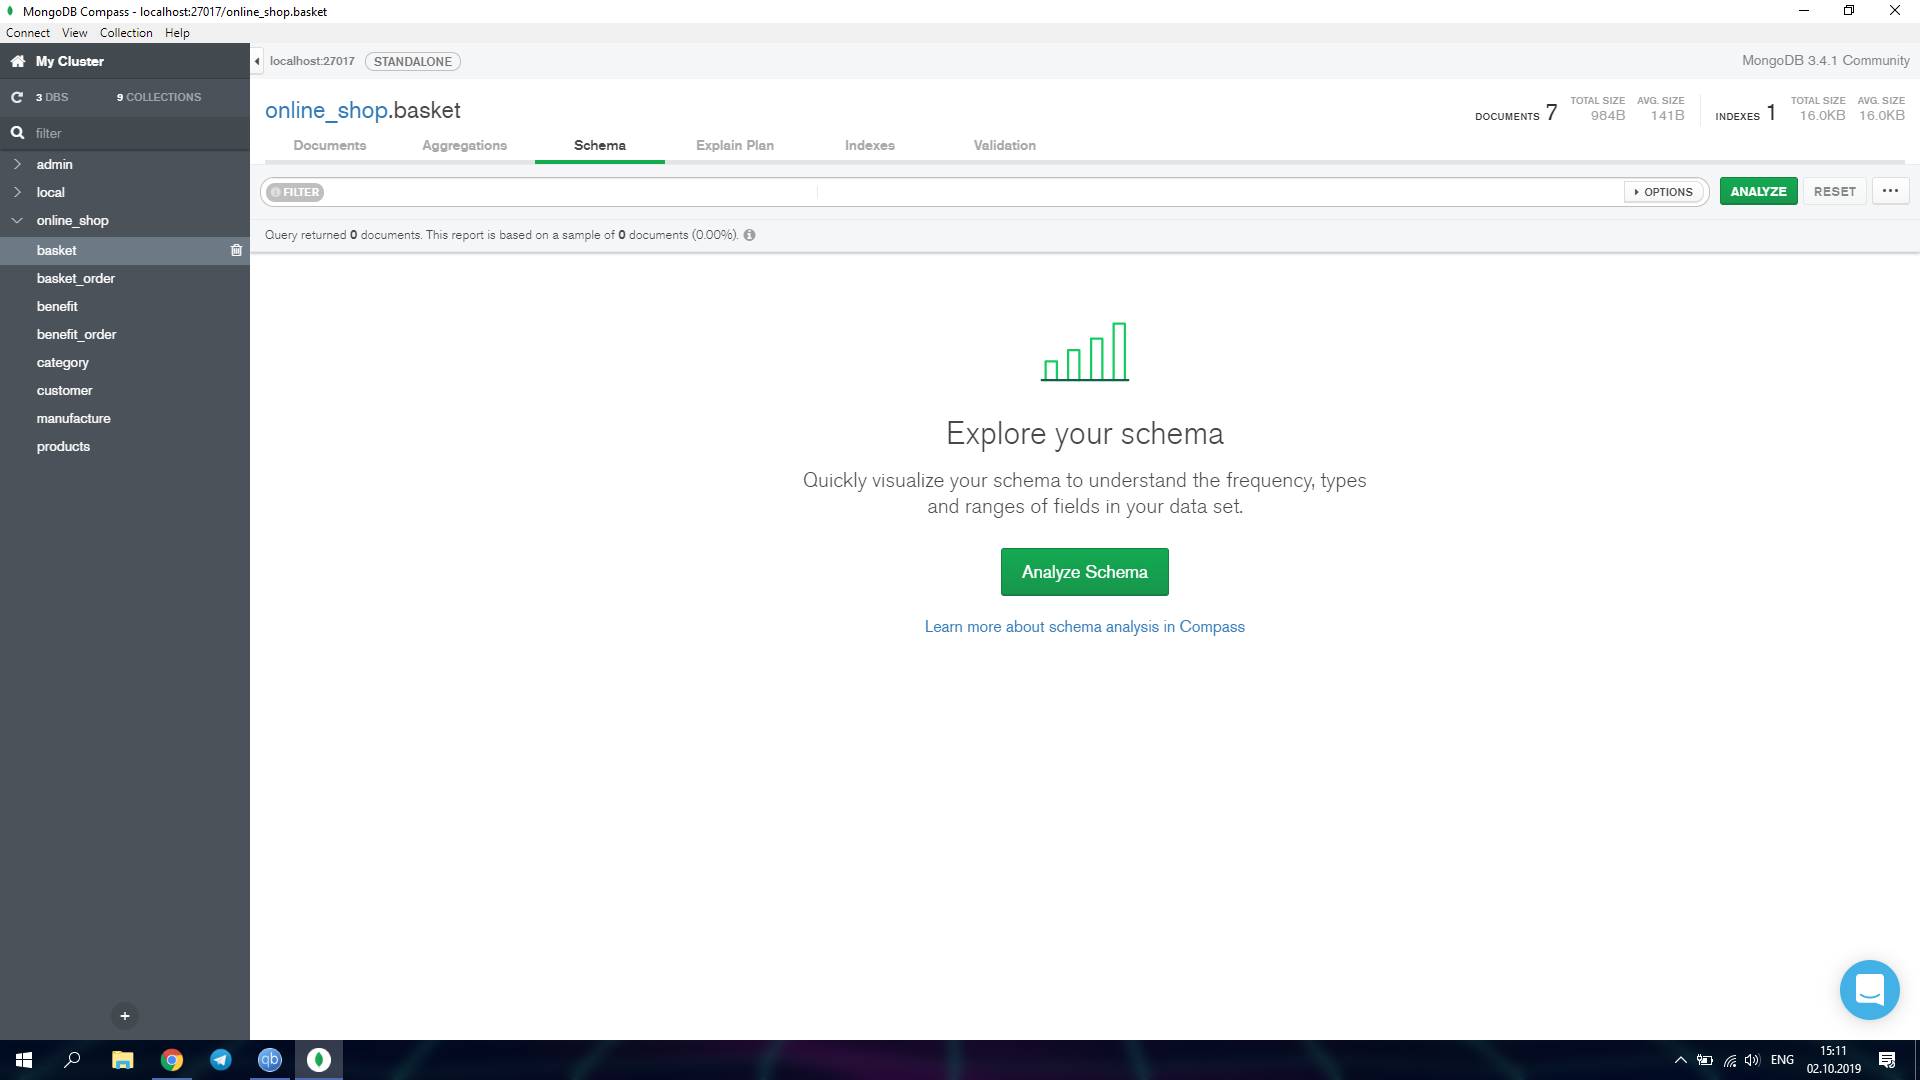 MongoDB Compass - localhost:27017/online_shop.basket
Connect View Collection Help
My Cluster
3 DBS 9 COLLECTIONS
filter
admin
local
online_shop
basket
basket_order
benefit
benefit_order
category
customer
manufacture
products
+
localhost:27017 STANDALONE
MongoDB 3.4.1 Community
online_shop.basket
DOCUMENTS 7 TOTAL SIZE 984B AVG. SIZE 141B
INDEXES 1 TOTAL SIZE 16.0KB AVG. SIZE 16.0KB
Documents Aggregations Schema Explain Plan Indexes Validation
FILTER OPTIONS ANALYZE RESET ...
Query returned 0 documents. This report is based on a sample of 0 documents (0.00%).
Explore your schema
Quickly visualize your schema to understand the frequency, types
and ranges of fields in your data set.
Analyze Schema
Learn more about schema analysis in Compass
qb
ENG
15:11
02.10.2019